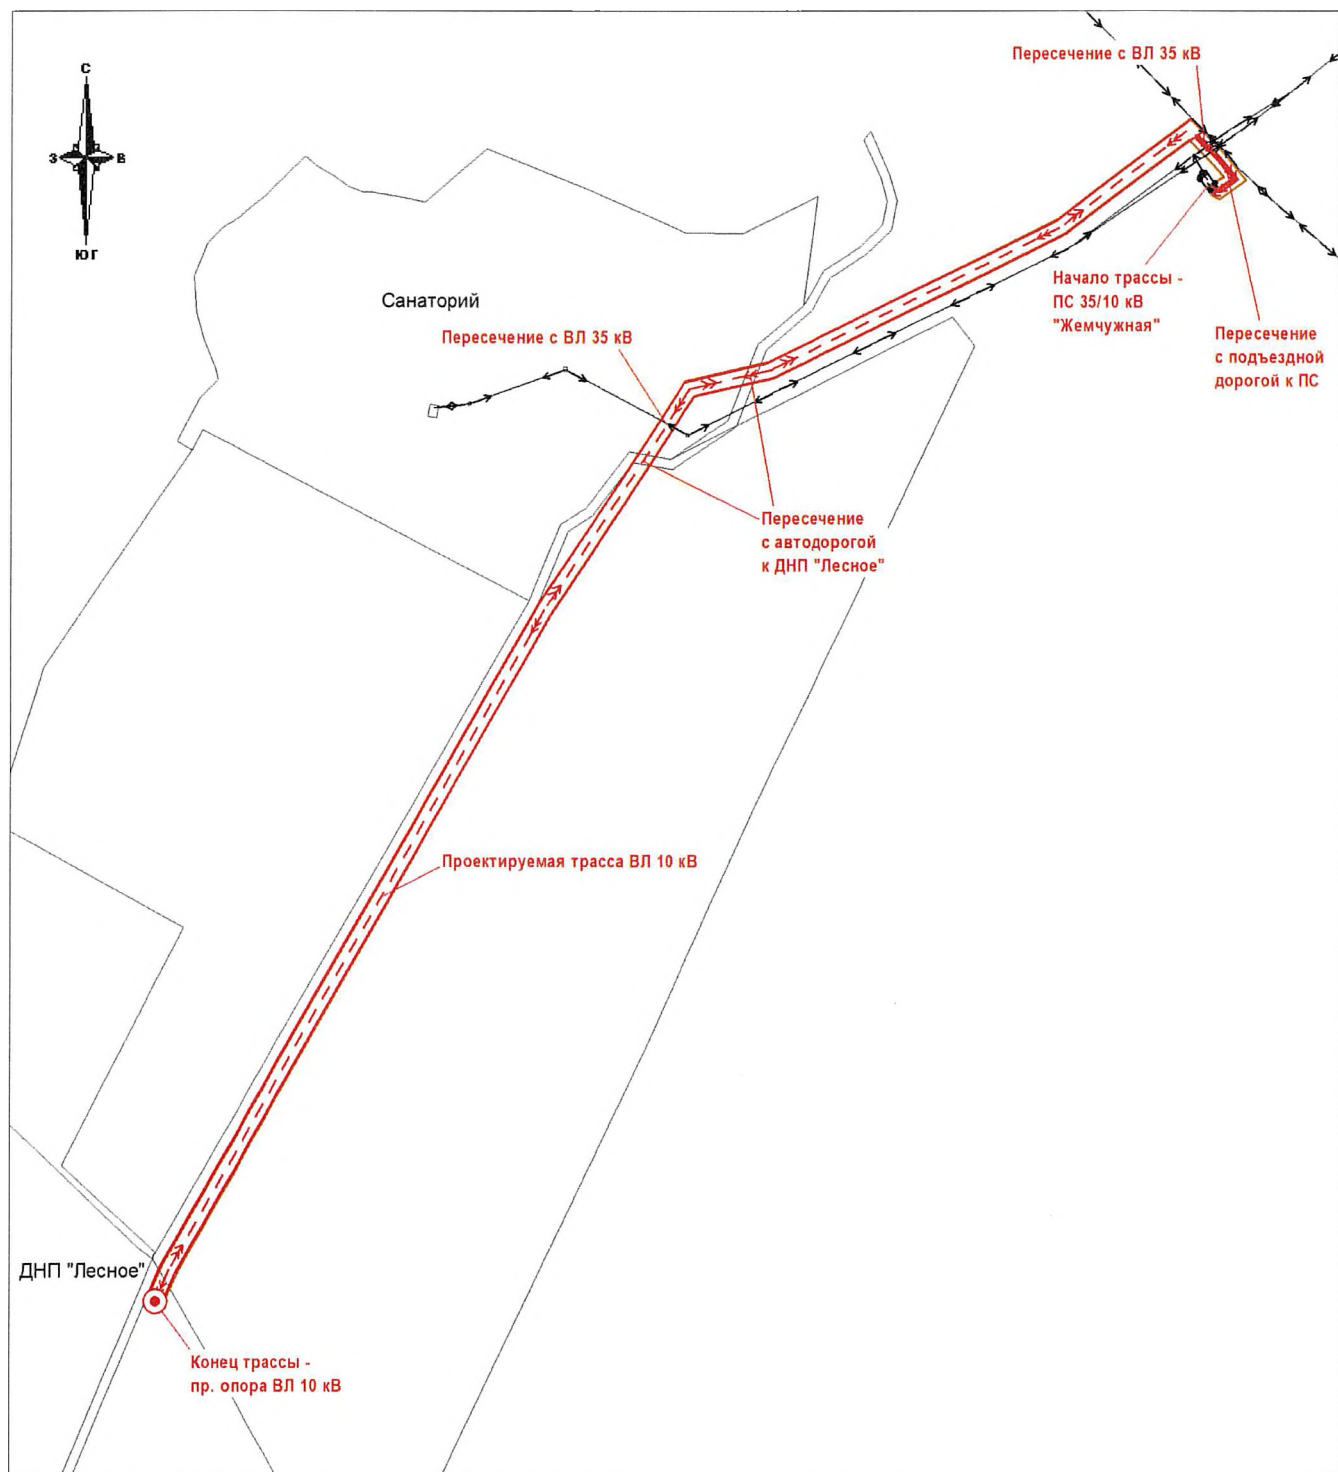 Пересечение с ВЛ 35 кВ
С
З
В
ЮГ
Санаторий
Пересечение с ВЛ 35 кВ
Начало трассы -
ПС 35/10 кВ
"Жемчужная"
Пересечение
с подъездной
дорогой к ПС
Пересечение
с автодорогой
к ДНП "Лесное"
Проектируемая трасса ВЛ 10 кВ
ДНП "Лесное"
Конец трассы -
пр. опора ВЛ 10 кВ